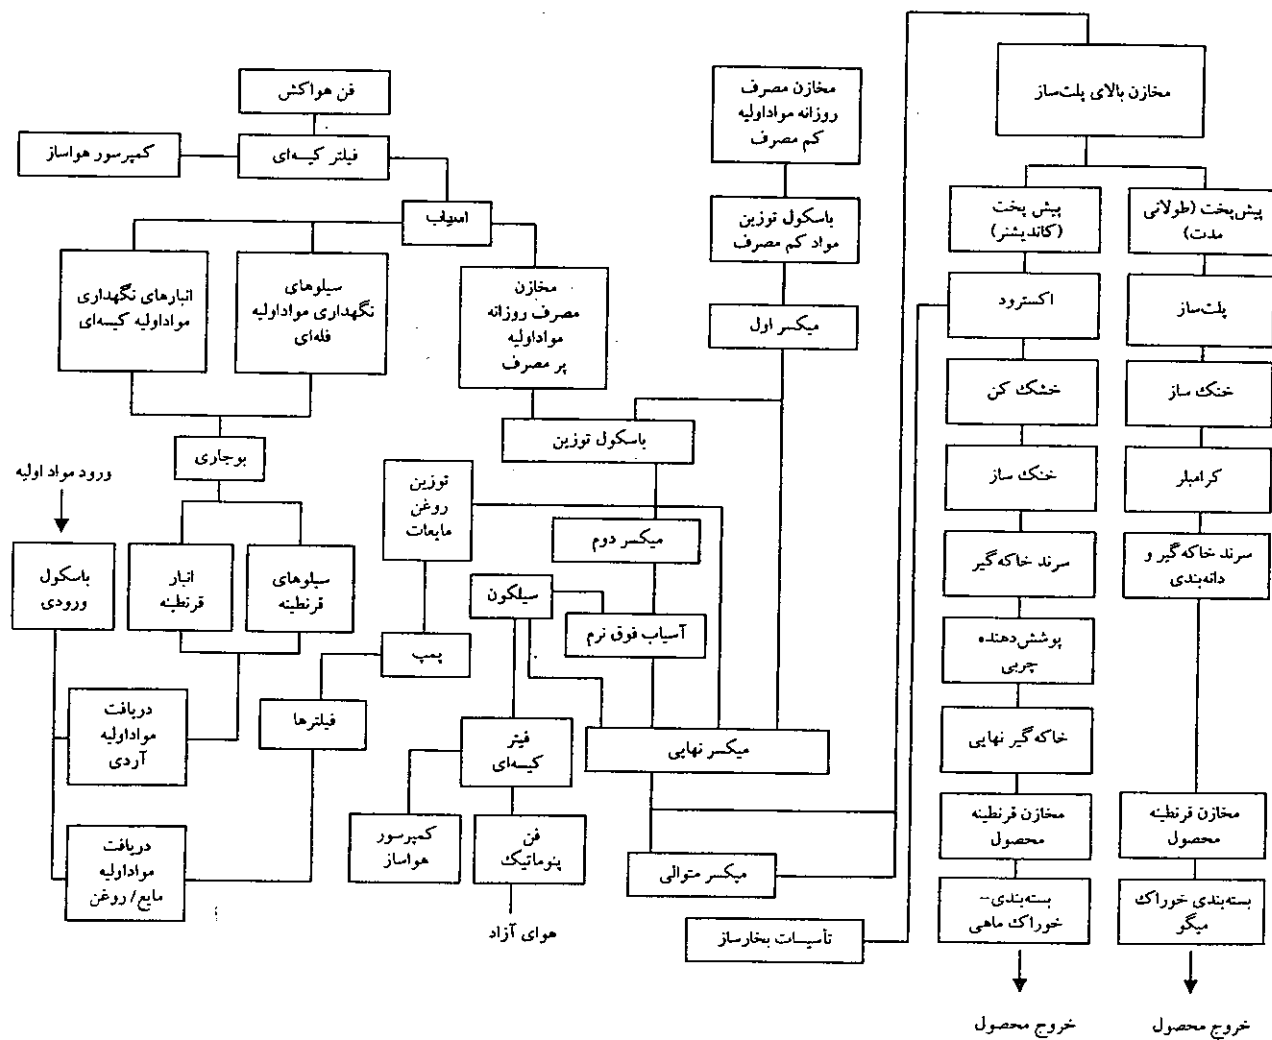 فن هواکش
کمپرسور هواساز
فیلتر کیسه‌ای
آسیاب
انبارهای نگهداری
مواداولیه کیسه‌ای
سیلوهای
نگهداری مواداولیه
فله‌ای
مخازن
مصرف روزانه
مواداولیه
پر مصرف
بوجاری
ورود مواد اولیه
باسکول
ورودی
انبار
قرنطینه
سیلوهای
قرنطینه
دریافت
مواداولیه
آردی
دریافت
مواداولیه
مایع/روغن
فیلترها
پمپ
توزین
روغن
مایعات
مخازن مصرف
روزانه مواداولیه
کم مصرف
باسکول توزین
مواد کم مصرف
میکسر اول
باسکول توزین
میکسر دوم
سیلکون
آسیاب فوق نرم
میکسر نهایی
فیتر
کیسه‌ای
کمپرسور
هواساز
فن
پنوماتیک
هوای آزاد
میکسر متوالی
تأسیسات بخارساز
مخازن بالای پلت‌ساز
پیش پخت
(کاندیشنر)
اکسترود
خشک کن
خنک ساز
سرند خاکه‌گیر
پوشش‌دهنده
چربی
خاکه‌گیر نهایی
مخازن قرنطینه
محصول
بسته‌بندی-
خوراک ماهی
خروج محصول
پیش‌پخت (طولانی
مدت)
پلت‌ساز
خنک ساز
کرامبلر
سرند خاکه‌گیر و
دانه‌بندی
مخازن قرنطینه
محصول
بسته‌بندی خوراک
میگو
خروج محصول